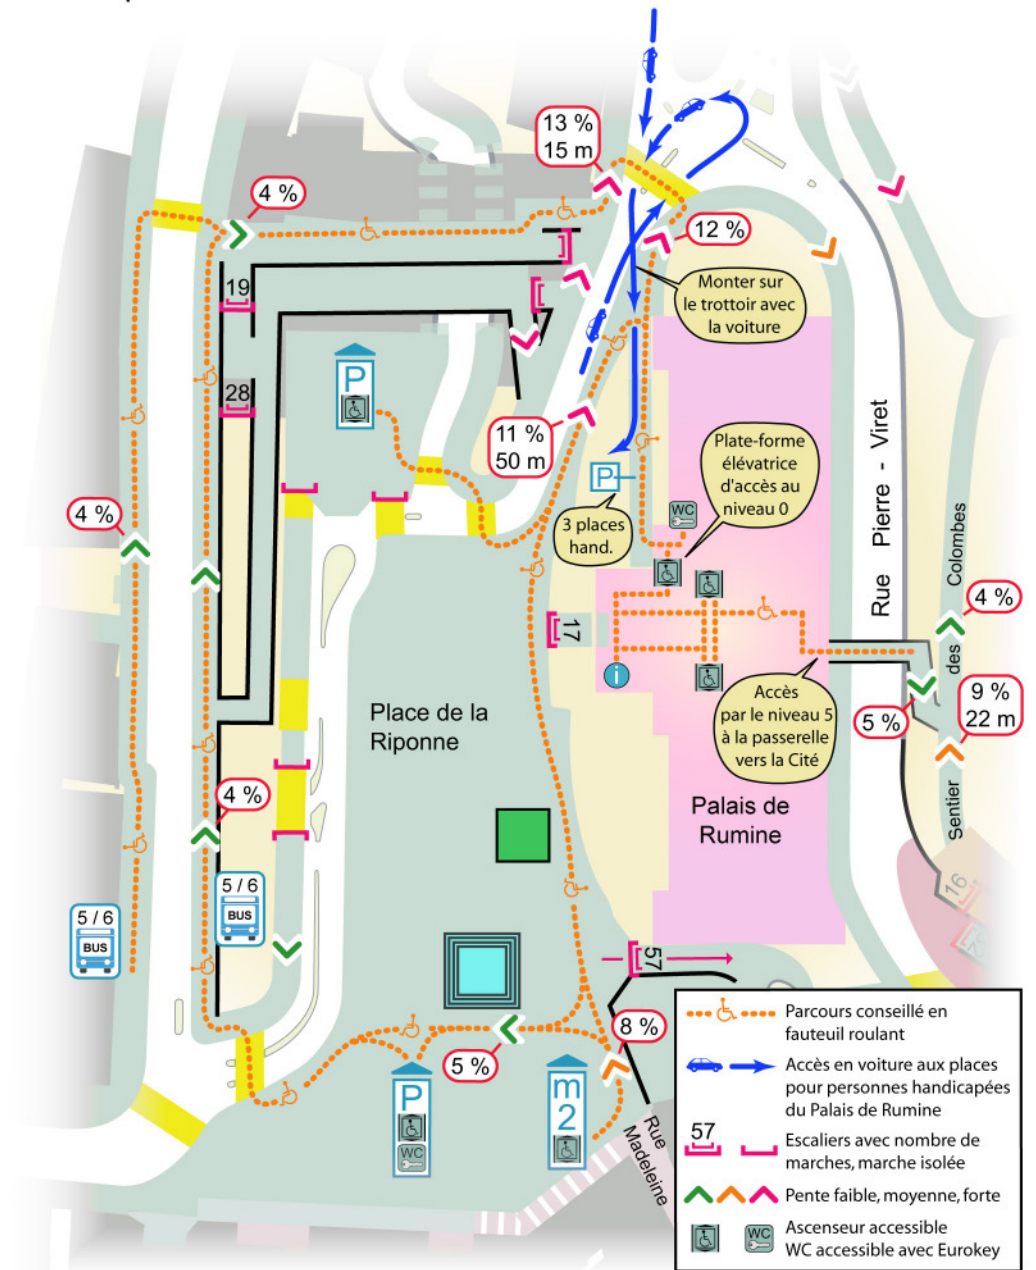 13 %
15 m
4 %
12 %
Monter sur
le trottoir avec
la voiture
19
P
28
11 %
50 m
Plate-forme
élévatrice
d'accès au
niveau 0
P
WC
3 places
hand.
4 %
Rue Pierre - Viret
Sentier des Colombes
4 %
17
i
Accès
par le niveau 5
à la passerelle
vers la Cité
5 %
9 %
22 m
Place de la
Riponne
Palais de
Rumine
4 %
16
5 / 6
BUS
5 / 6
BUS
57
5 %
8 %
P
WC
m
2
Rue
Madeleine
Parcours conseillé en
fauteuil roulant
Accès en voiture aux places
pour personnes handicapées
du Palais de Rumine
57
Escaliers avec nombre de
marches, marche isolée
Pente faible, moyenne, forte
Ascenseur accessible
WC
WC accessible avec Eurokey